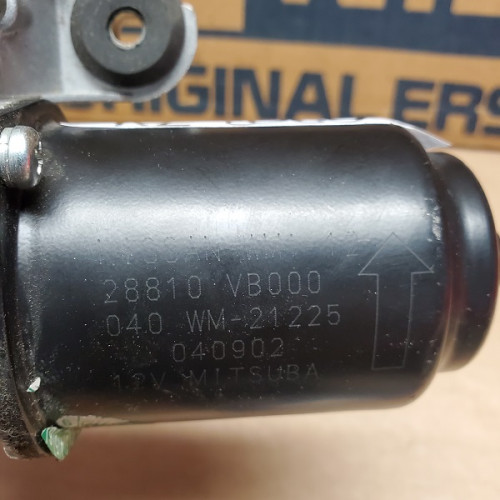 ORIGINAL ERS
28810 VB000
040 WM-21225
040902
12V MITSUBA